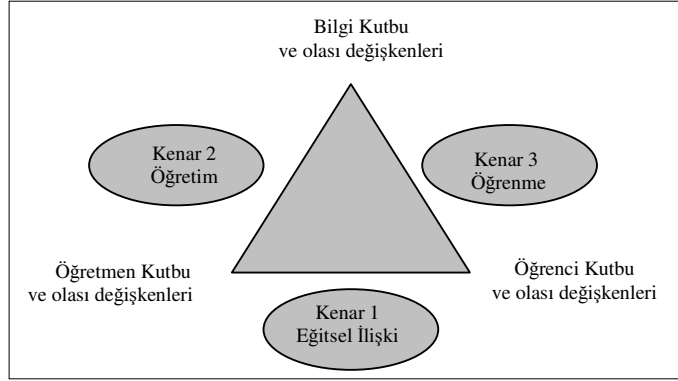 Bilgi Kutbu
ve olası değişkenleri
Kenar 2
Öğretim
Kenar 3
Öğrenme
Öğretmen Kutbu
ve olası değişkenleri
Öğrenci Kutbu
ve olası değişkenleri
Kenar 1
Eğitsel İlişki